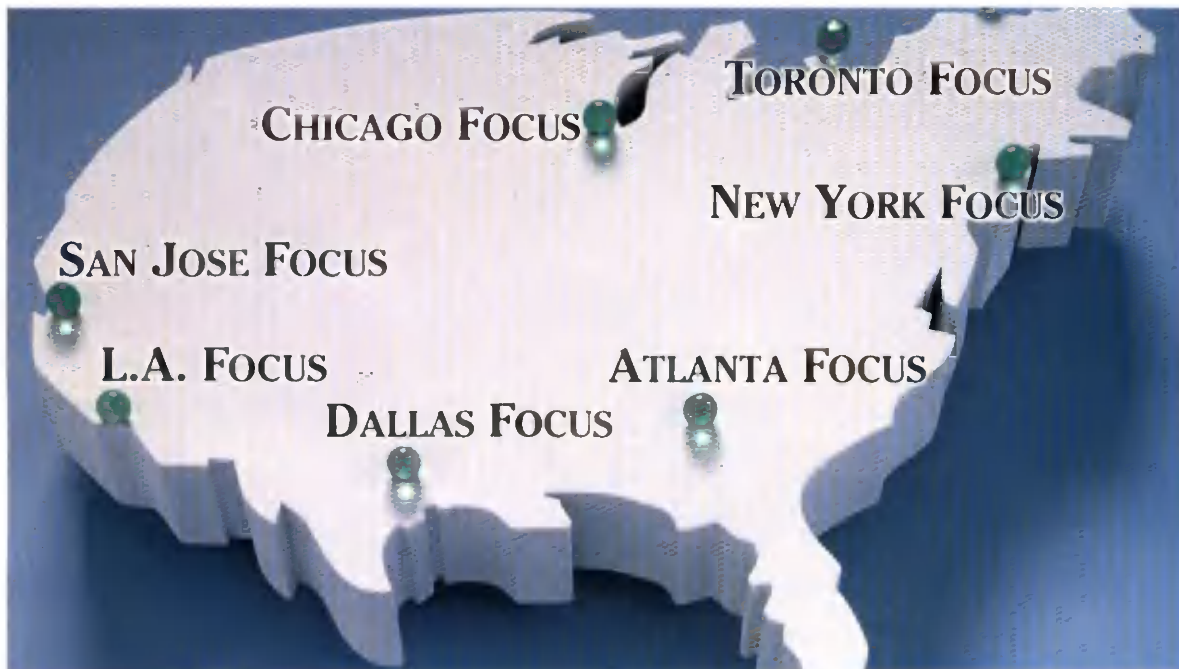 TORONTO FOCUS
CHICAGO FOCUS
NEW YORK FOCUS
SAN JOSE FOCUS
L.A. FOCUS
ATLANTA FOCUS
DALLAS FOCUS